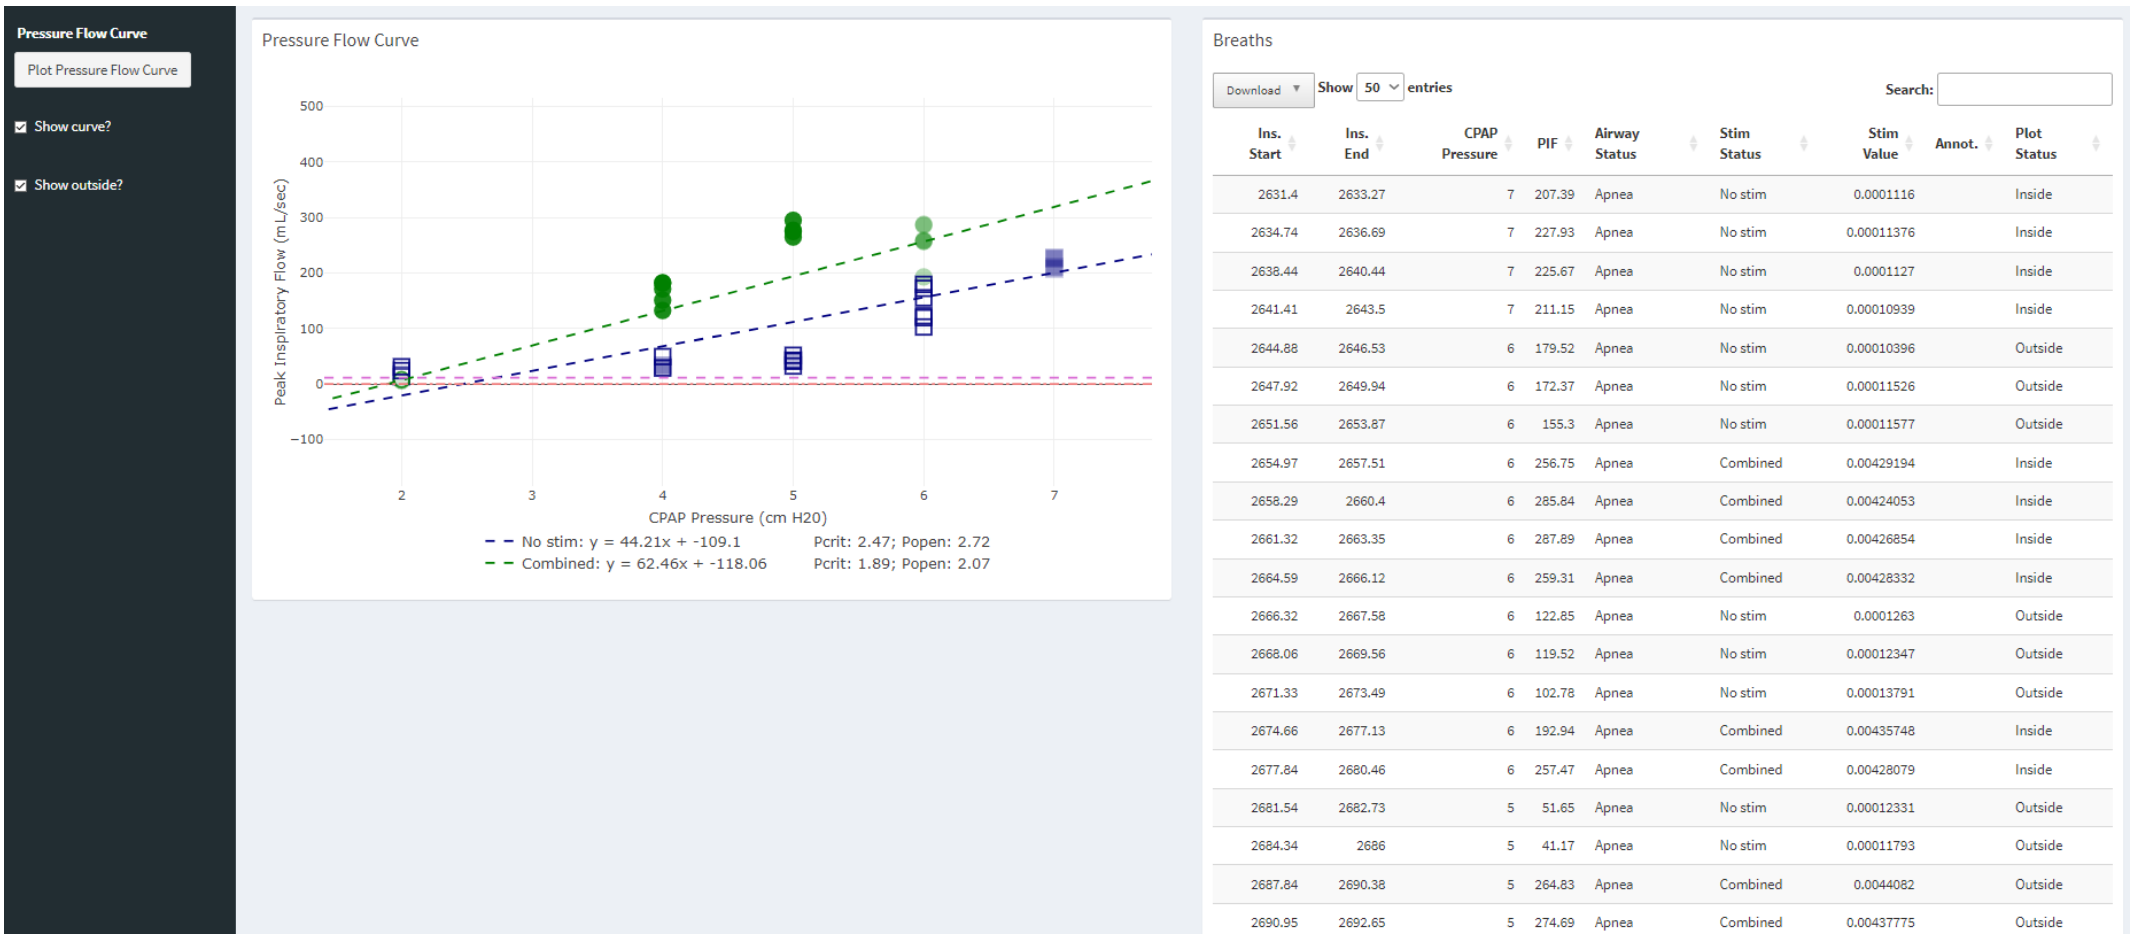 Pressure Flow Curve
Plot Pressure Flow Curve
Show curve?
Show outside?
Pressure Flow Curve
500
400
300
200
100
0
−100
Peak Inspiratory Flow (mL/sec)
2 3 4 5 6 7
CPAP Pressure (cm H20)
No stim: y = 44.21x + -109.1 Pcrit: 2.47; Popen: 2.72
Combined: y = 62.46x + -118.06 Pcrit: 1.89; Popen: 2.07
Breaths
Download ▼ Show 50 entries Search:
Ins. Start Ins. End CPAP Pressure PIF Airway Status Stim Status Stim Value Annot. Plot Status
2631.4 2633.27 7 207.39 Apnea No stim 0.0001116 Inside
2634.74 2636.69 7 227.93 Apnea No stim 0.00011376 Inside
2638.44 2640.44 7 225.67 Apnea No stim 0.0001127 Inside
2641.41 2643.5 7 211.15 Apnea No stim 0.00010939 Inside
2644.88 2646.53 6 179.52 Apnea No stim 0.00010396 Outside
2647.92 2649.94 6 172.37 Apnea No stim 0.00011526 Outside
2651.56 2653.87 6 155.3 Apnea No stim 0.00011577 Outside
2654.97 2657.51 6 256.75 Apnea Combined 0.00429194 Inside
2658.29 2660.4 6 285.84 Apnea Combined 0.00424053 Inside
2661.32 2663.35 6 287.89 Apnea Combined 0.00426854 Inside
2664.59 2666.12 6 259.31 Apnea Combined 0.00428332 Inside
2666.32 2667.58 6 122.85 Apnea No stim 0.0001263 Outside
2668.06 2669.56 6 119.52 Apnea No stim 0.00012347 Outside
2671.33 2673.49 6 102.78 Apnea No stim 0.00013791 Outside
2674.66 2677.13 6 192.94 Apnea Combined 0.00435748 Inside
2677.84 2680.46 6 257.47 Apnea Combined 0.00428079 Inside
2681.54 2682.73 5 51.65 Apnea No stim 0.00012331 Outside
2684.34 2686 5 41.17 Apnea No stim 0.00011793 Outside
2687.84 2690.38 5 264.83 Apnea Combined 0.0044082 Outside
2690.95 2692.65 5 274.69 Apnea Combined 0.00437775 Outside